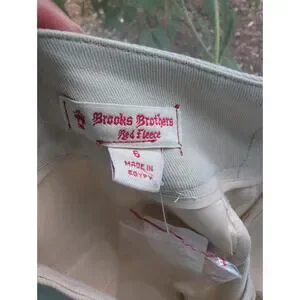 Brooks Brothers
Red Fleece
6
MADE IN
EGYPT